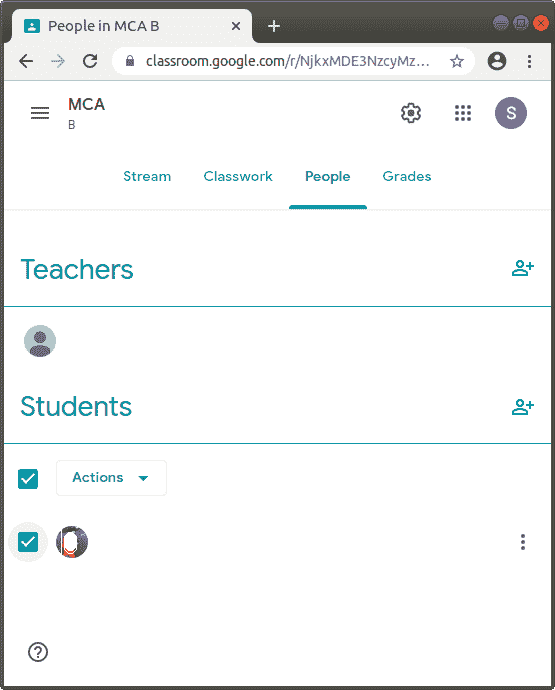 People in MCA B
classroom.google.com/r/NjkxMDE3NzcyMz...
MCA
B
S
Stream Classwork People Grades
Teachers
Students
Actions